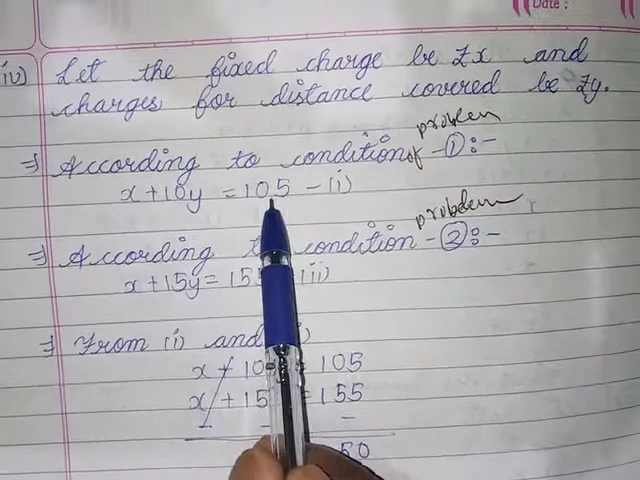 Date :
iv) Let the fixed charge be ₹x and
charges for distance covered be ₹y.
problem
⇒ According to condition of - ① :-
x + 10y = 105 - i)
problem
⇒ According condition - ② :-
x + 15y = 15 ii)
⇒ From i) and
x + 10 = 105
x + 15 = 155
- -
50